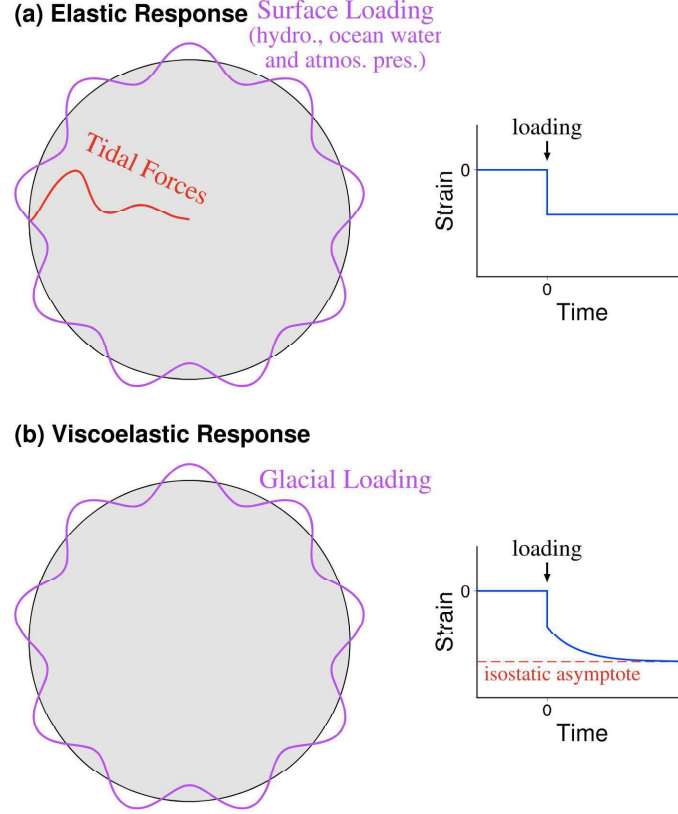 (a) Elastic Response
Surface Loading
(hydro., ocean water
and atmos. pres.)
Tidal Forces
loading
0
Strain
0
Time
(b) Viscoelastic Response
Glacial Loading
loading
0
Strain
isostatic asymptote
0
Time